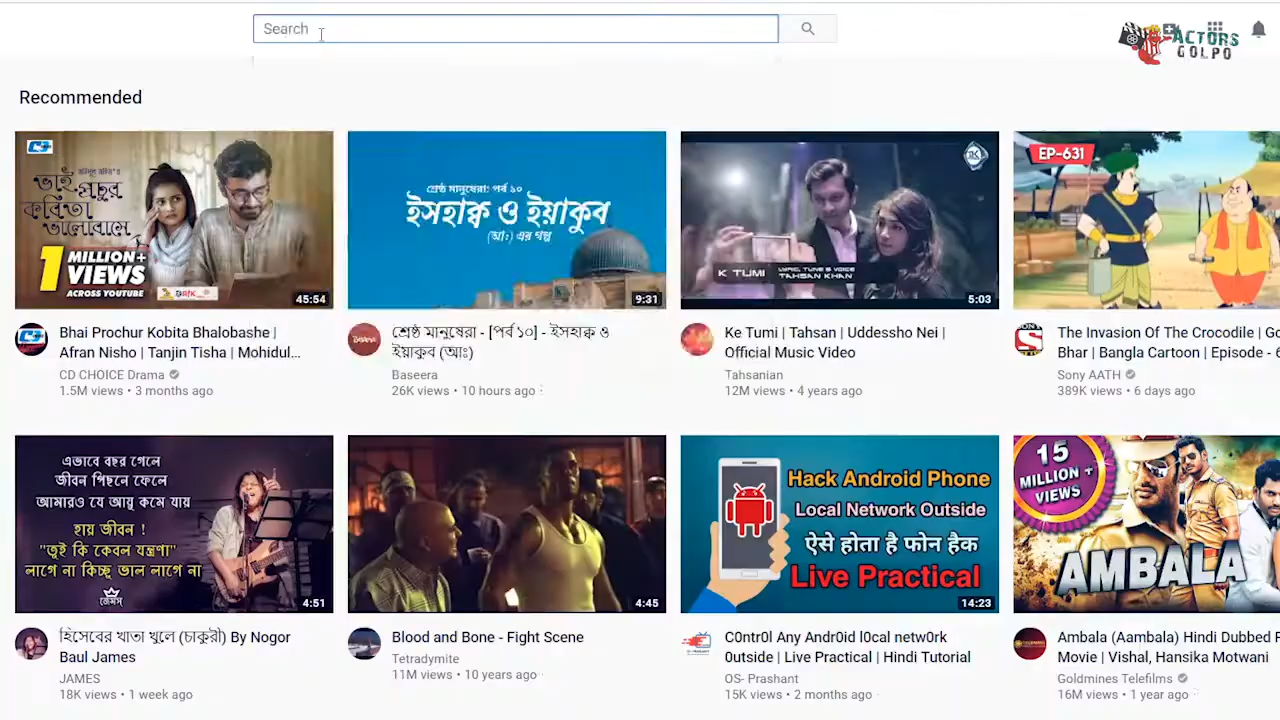 Search
ACTORS
GOLPO
Recommended
ভাই প্রচুর
কবিতা
ভালোবাসে
1 MILLION+
VIEWS
ACROSS YOUTUBE
45:54
শ্রেষ্ঠ মানুষেরা: পর্ব ১০
ইসহাক্ব ও ইয়াকুব
(আঃ) এর গল্প
9:31
K TUMI
LYRIC, TUNE & VOICE
TAHSAN KHAN
5:03
EP-631
Bhai Prochur Kobita Bhalobashe |
Afran Nisho | Tanjin Tisha | Mohidul...
CD CHOICE Drama
1.5M views • 3 months ago
শ্রেষ্ঠ মানুষেরা - [পর্ব ১০] - ইসহাক্ব ও
ইয়াকুব (আঃ)
Baseera
26K views • 10 hours ago
Ke Tumi | Tahsan | Uddessho Nei |
Official Music Video
Tahsanian
12M views • 4 years ago
The Invasion Of The Crocodile |
Bhar | Bangla Cartoon | Episode -
Sony AATH
389K views • 6 days ago
এভাবে বছর গেলে
জীবন পিছনে ফেলে
আমারও যে আয়ু কমে যায়
হায় জীবন !
"তুই কি কেবল যন্ত্রণা"
লাগে না কিচ্ছু ভাল লাগে না
জেমস
4:51
4:45
Hack Android Phone
Local Network Outside
ऐसे होता है फोन हैक
Live Practical
14:23
15
MILLION +
VIEWS
AMBALA
হিসেবের খাতা খুলে (চাকুরী) By Nogor
Baul James
JAMES
18K views • 1 week ago
Blood and Bone - Fight Scene
Tetradymite
11M views • 10 years ago
C0ntr0l Any Andr0id l0cal netw0rk
0utside | Live Practical | Hindi Tutorial
OS- Prashant
15K views • 2 months ago
Ambala (Aambala) Hindi Dubbed
Movie | Vishal, Hansika Motwani
Goldmines Telefilms
16M views • 1 year ago